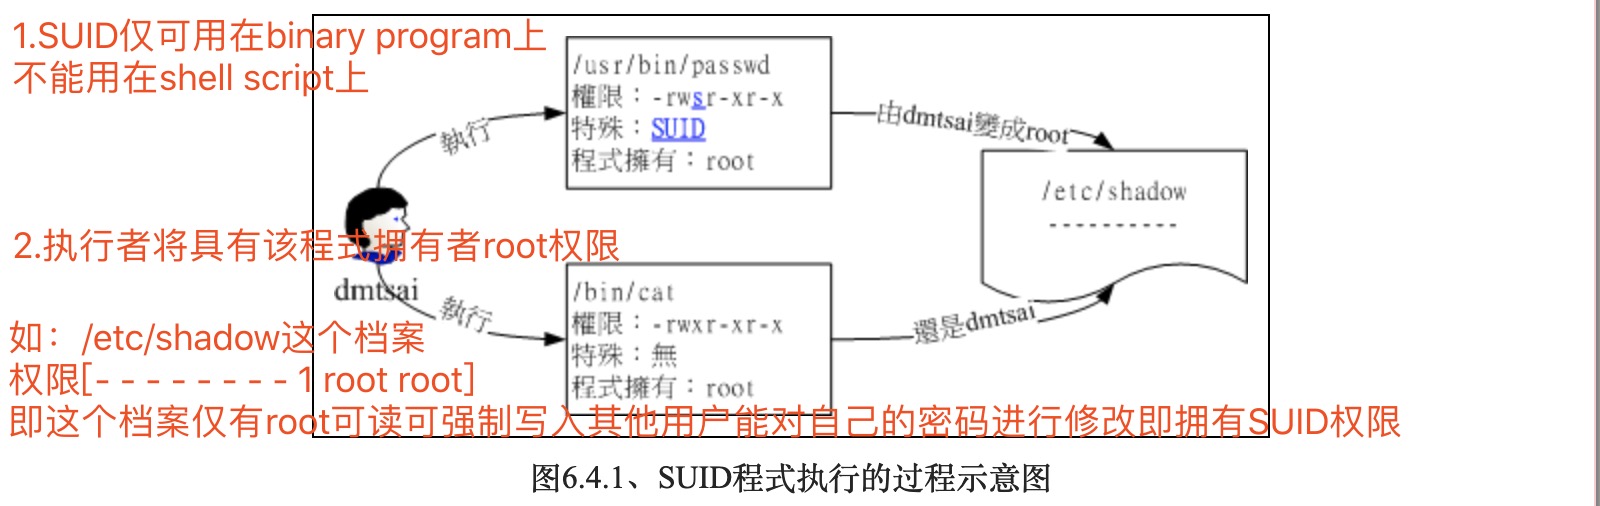 1.SUID仅可用在binary program上
不能用在shell script上
/usr/bin/passwd
權限：-rwsr-xr-x
特殊：SUID
程式擁有：root
執行
由dmtsai變成root
/etc/shadow
----------
2.执行者将具有该程式拥有者root权限
dmtsai
執行
/bin/cat
權限：-rwxr-xr-x
特殊：無
程式擁有：root
還是dmtsai
如：/etc/shadow这个档案
权限[- - - - - - - - 1 root root]
即这个档案仅有root可读可强制写入其他用户能对自己的密码进行修改即拥有SUID权限
图6.4.1、SUID程式执行的过程示意图